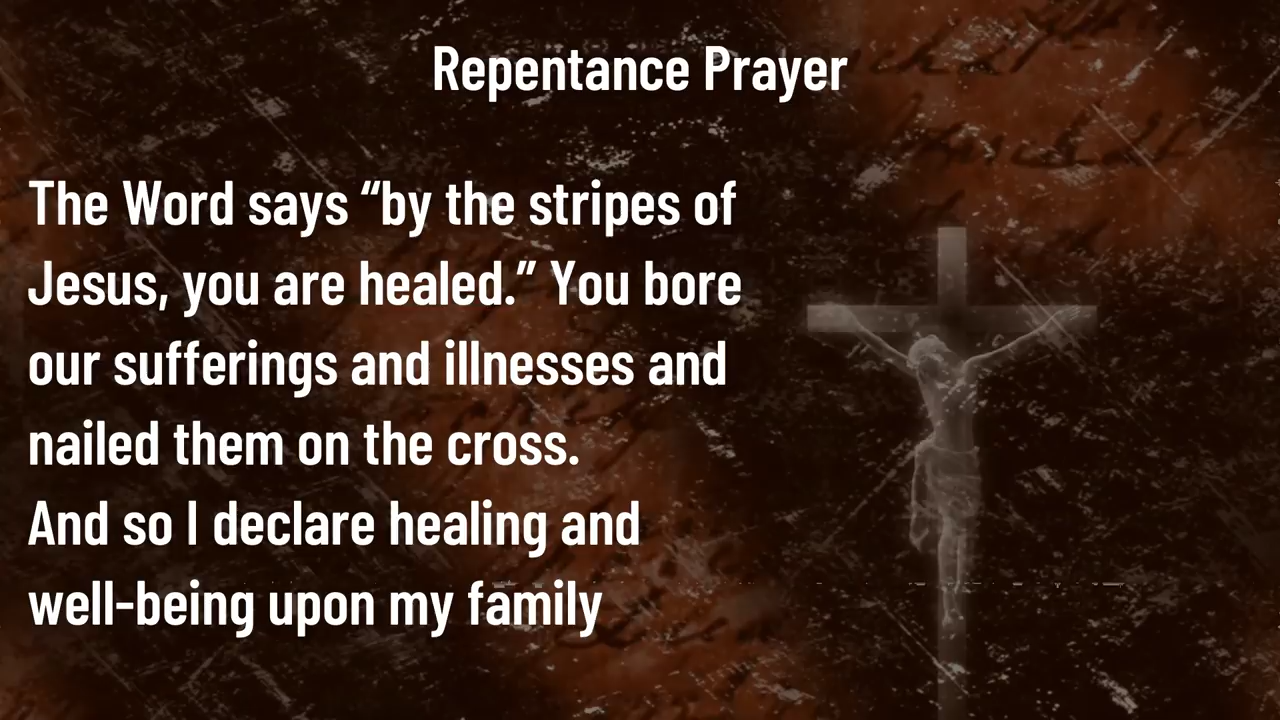 Repentance Prayer
The Word says “by the stripes of
Jesus, you are healed.” You bore
our sufferings and illnesses and
nailed them on the cross.
And so I declare healing and
well-being upon my family